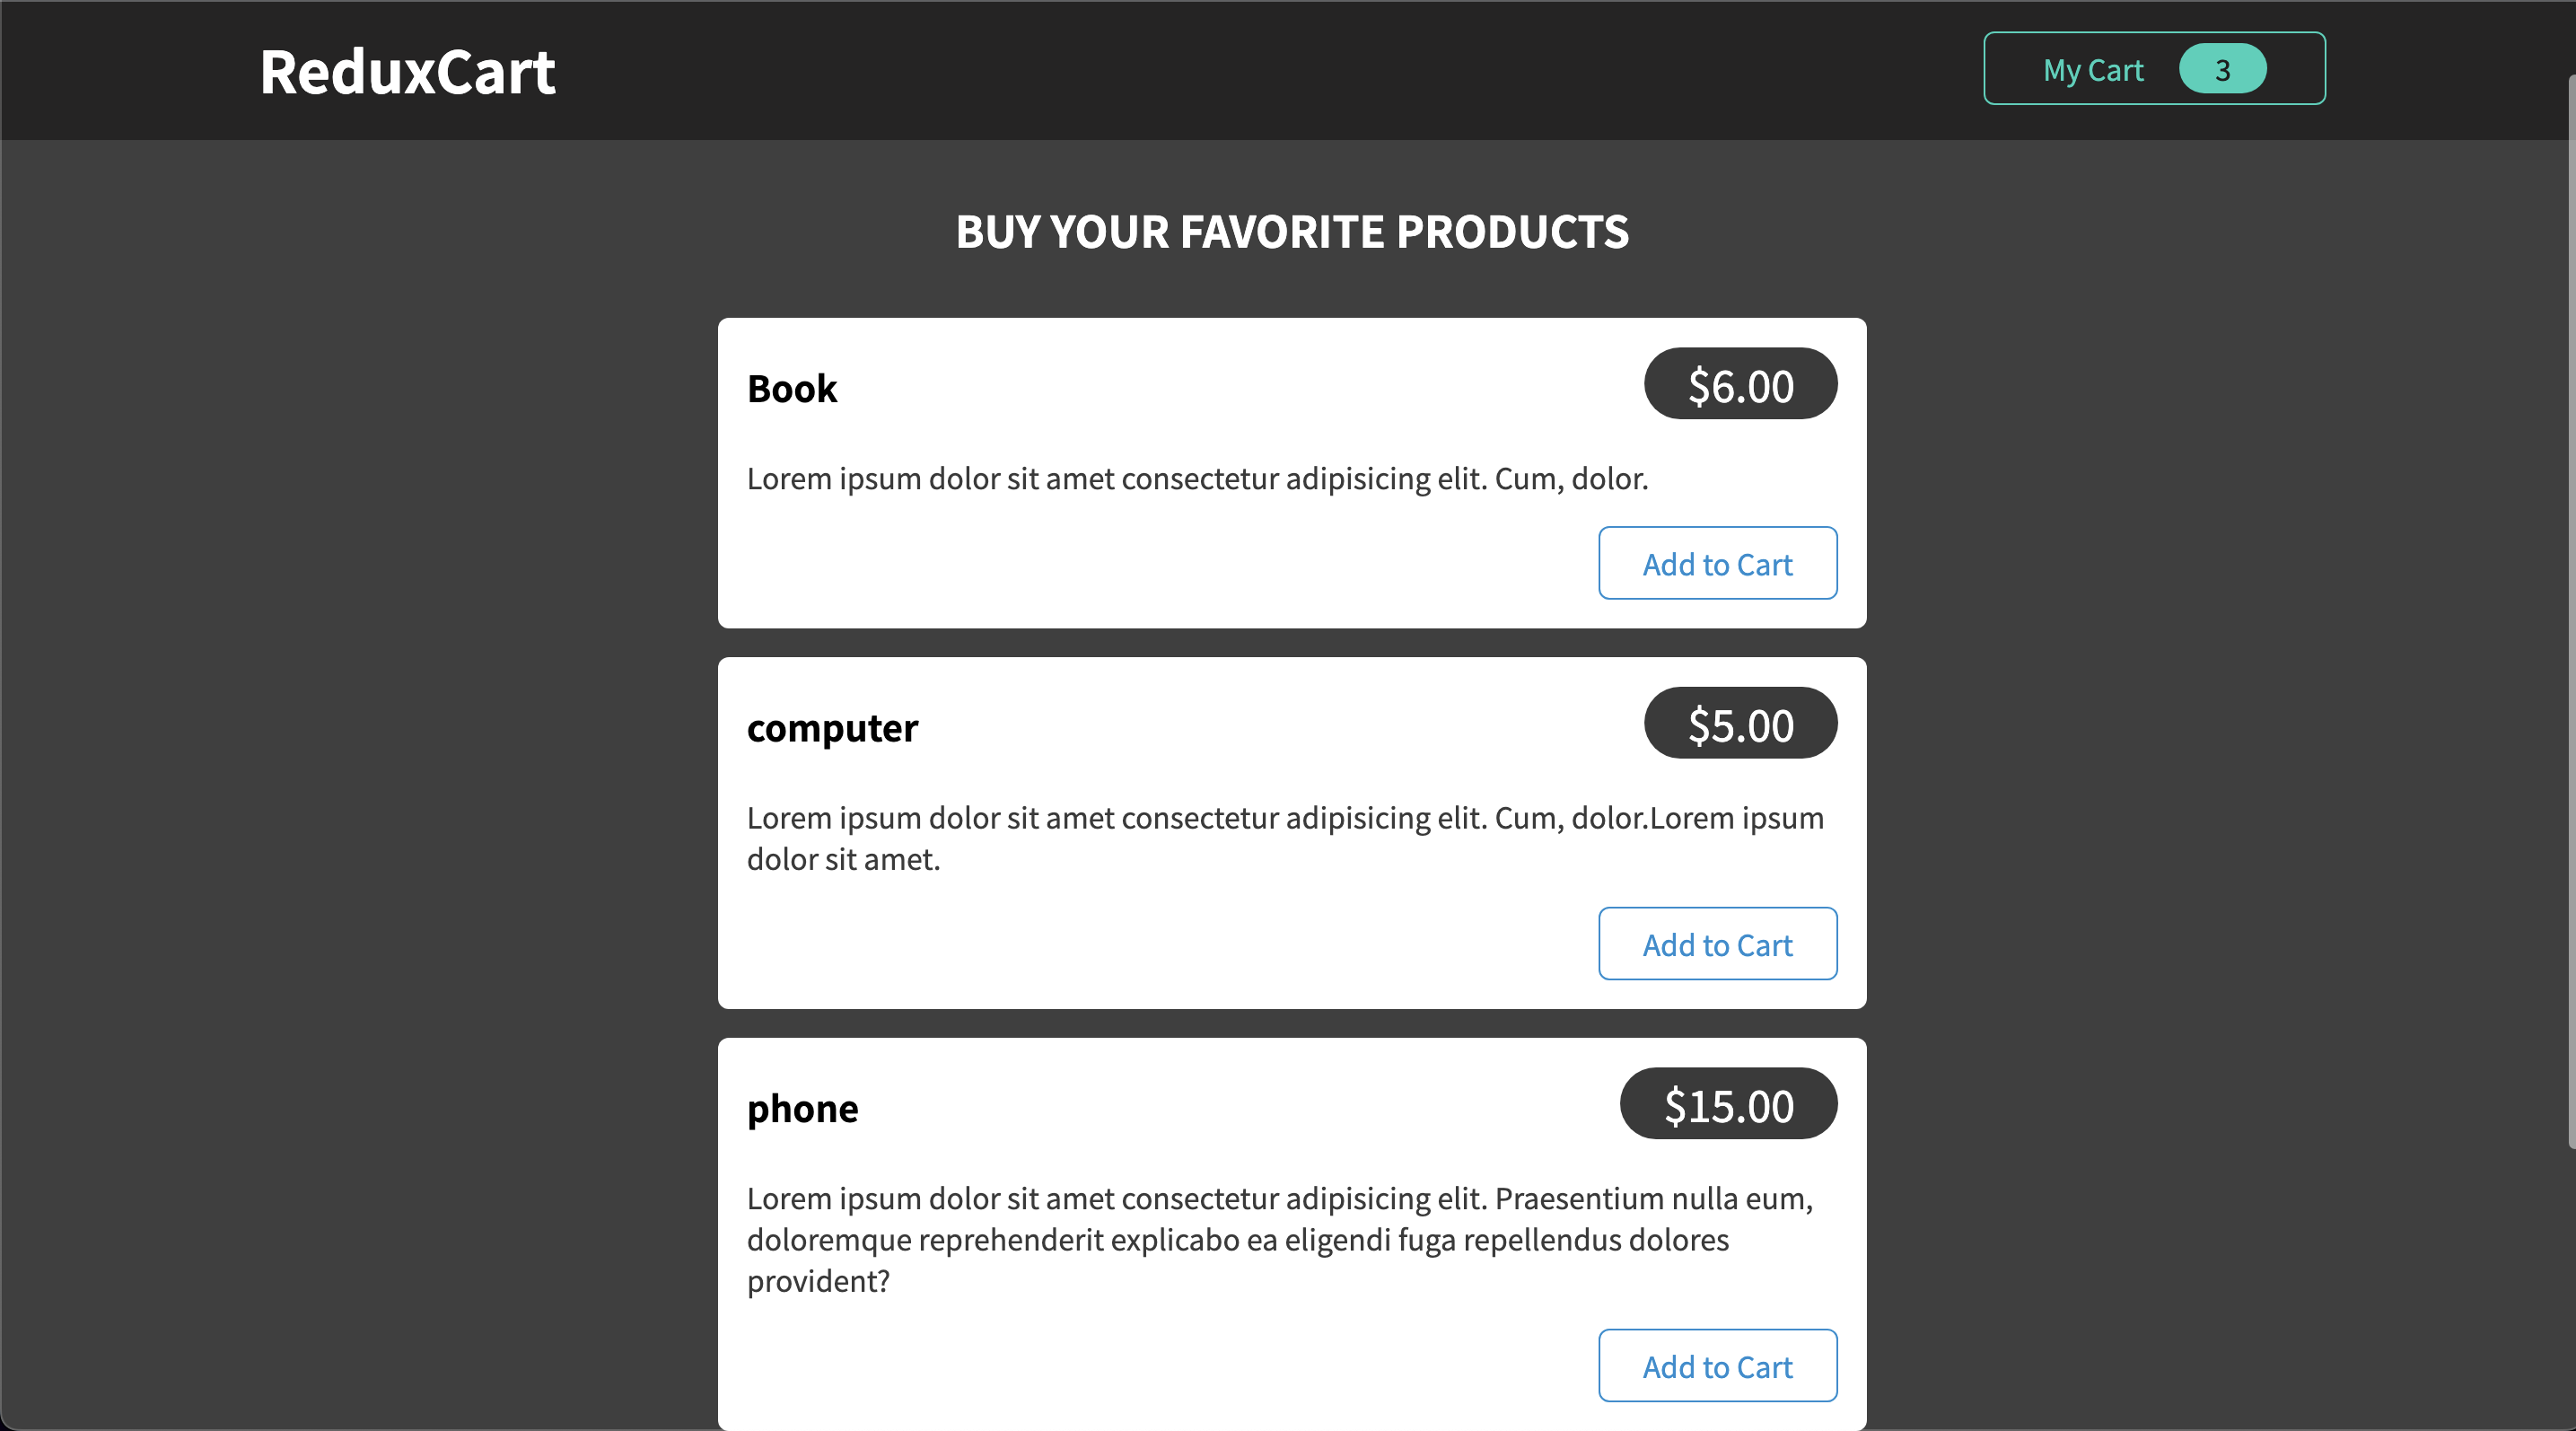 ReduxCart
My Cart 3
BUY YOUR FAVORITE PRODUCTS
Book
$6.00
Lorem ipsum dolor sit amet consectetur adipisicing elit. Cum, dolor.
Add to Cart
computer
$5.00
Lorem ipsum dolor sit amet consectetur adipisicing elit. Cum, dolor.Lorem ipsum
dolor sit amet.
Add to Cart
phone
$15.00
Lorem ipsum dolor sit amet consectetur adipisicing elit. Praesentium nulla eum,
doloremque reprehenderit explicabo ea eligendi fuga repellendus dolores
provident?
Add to Cart